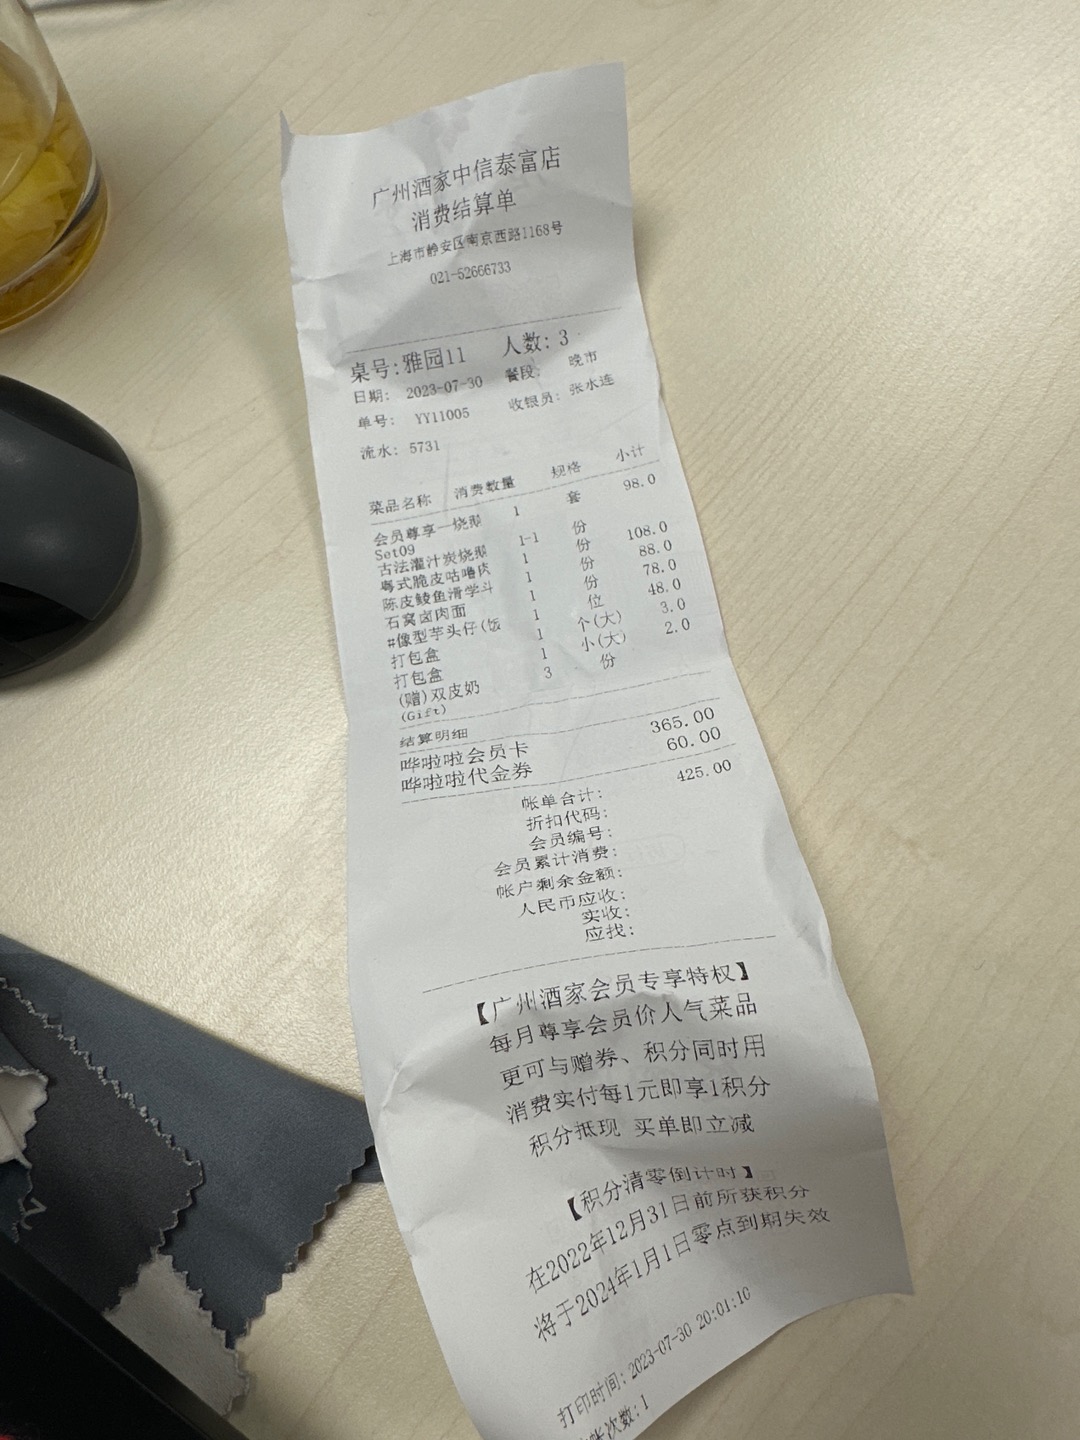 广州酒家中信泰富店
消费结算单
上海市静安区南京西路1168号
021-52666733
桌号:雅园11 人数: 3
日期: 2023-07-30 餐段: 晚市
单号: YY11005 收银员: 张水连
流水: 5731
菜品名称 消费数量 规格 小计
会员尊享一烧鹅 1 套 98.0
Set09
古法灌汁炭烧鹅 1-1 份
粤式脆皮咕噜肉 1 份 108.0
陈皮鲮鱼滑学斗 1 份 88.0
石窝卤肉面 1 份 78.0
#像型芋头仔(饭 1 位 48.0
打包盒 1 个(大) 3.0
打包盒 1 小(大) 2.0
(赠)双皮奶 3 份
(Gift)
结算明细
哗啦啦会员卡 365.00
哗啦啦代金券 60.00
帐单合计: 425.00
折扣代码:
会员编号:
会员累计消费:
帐户剩余金额:
人民币应收:
实收:
应找:
【广州酒家会员专享特权】
每月尊享会员价人气菜品
更可与赠券、积分同时用
消费实付每1元即享1积分
积分抵现 买单即立减
【积分清零倒计时】
在2022年12月31日前所获积分
将于2024年1月1日零点到期失效
打印时间: 2023-07-30 20:01:10
帐次数:1